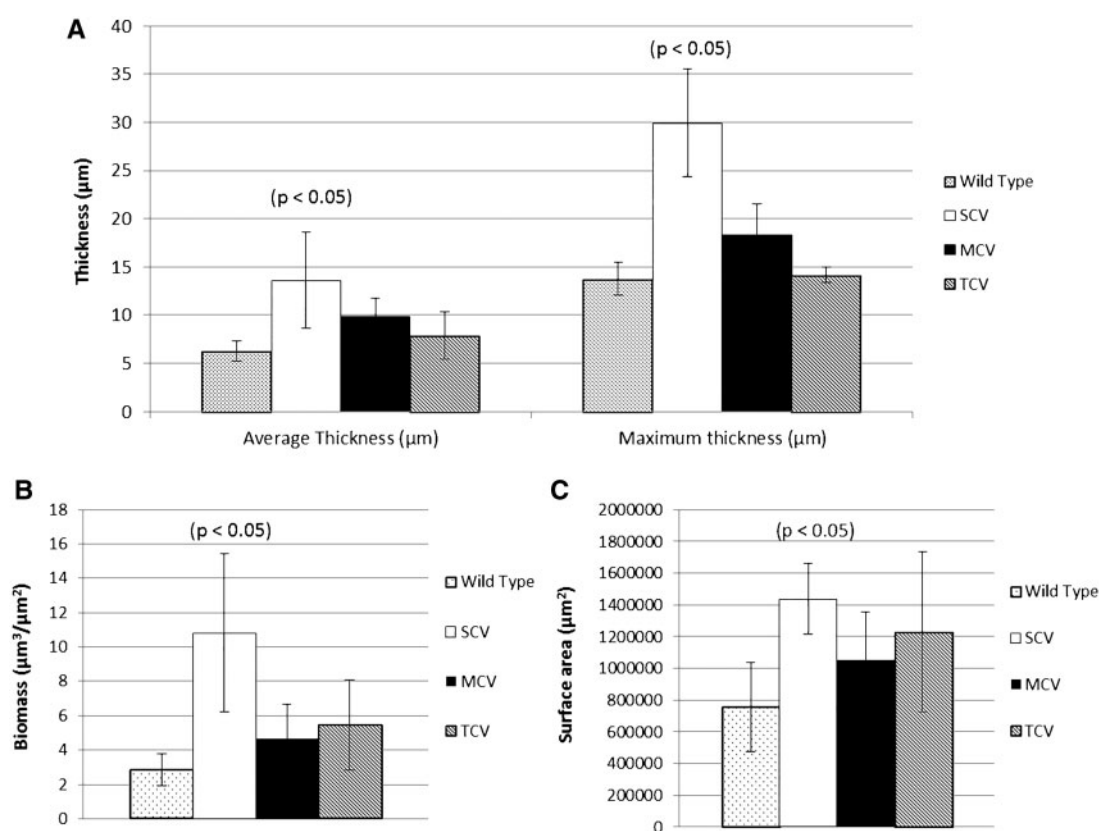 A
Thickness (µm)
40
35
30
25
20
15
10
5
0
(p < 0.05)
(p < 0.05)
Average Thickness (µm)
Maximum thickness (µm)
Wild Type
SCV
MCV
TCV
B
Biomass (µm³/µm²)
18
16
14
12
10
8
6
4
2
0
(p < 0.05)
Wild Type
SCV
MCV
TCV
C
Surface area (µm²)
2000000
1800000
1600000
1400000
1200000
1000000
800000
600000
400000
200000
0
(p < 0.05)
Wild Type
SCV
MCV
TCV